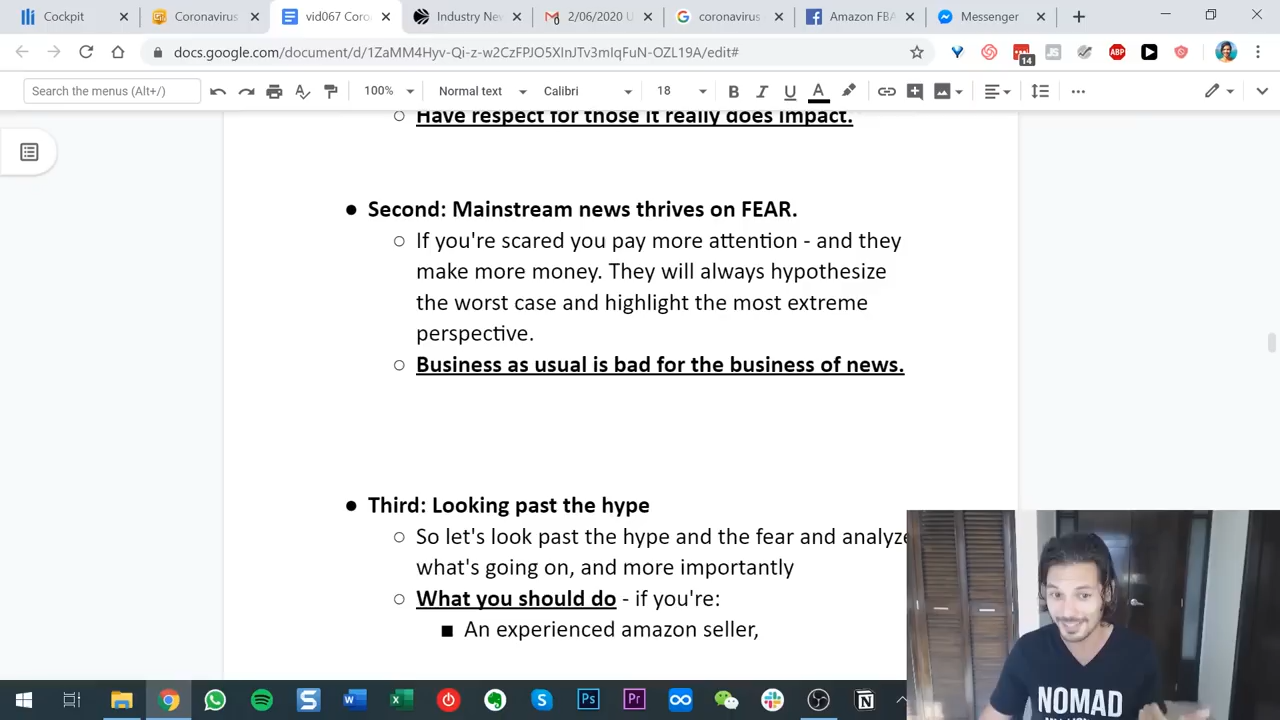 Cockpit
Coronavirus
vid067 Coro
Industry Nev
2/06/2020 U
coronavirus
Amazon FBA
Messenger
docs.google.com/document/d/1ZaMM4Hyv-Qi-z-w2CzFPJO5XInJTv3mIqFuN-OZL19A/edit#
14
JS
ABP
Search the menus (Alt+/)
100%
Normal text
Calibri
18
B I U A
Have respect for those it really does impact.
● Second: Mainstream news thrives on FEAR.
○ If you're scared you pay more attention - and they
make more money. They will always hypothesize
the worst case and highlight the most extreme
perspective.
○ Business as usual is bad for the business of news.
● Third: Looking past the hype
○ So let's look past the hype and the fear and analyze
what's going on, and more importantly
○ What you should do - if you're:
■ An experienced amazon seller,
NOMAD